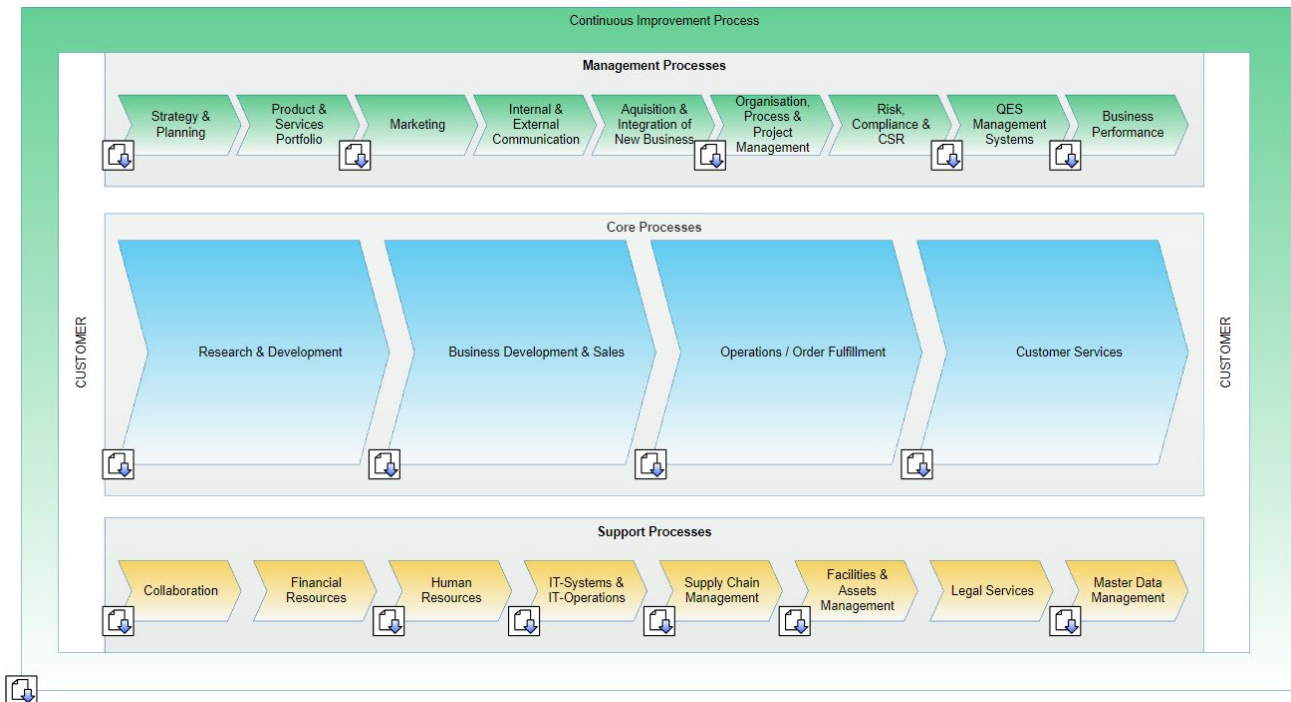 Continuous Improvement Process
Management Processes
Strategy &
Planning
Product &
Services
Portfolio
Marketing
Internal &
External
Communication
Aquisition &
Integration of
New Business
Organisation,
Process &
Project
Management
Risk,
Compliance &
CSR
QES
Management
Systems
Business
Performance
CUSTOMER
Core Processes
Research & Development
Business Development & Sales
Operations / Order Fulfillment
Customer Services
CUSTOMER
Support Processes
Collaboration
Financial
Resources
Human
Resources
IT-Systems &
IT-Operations
Supply Chain
Management
Facilities &
Assets
Management
Legal Services
Master Data
Management